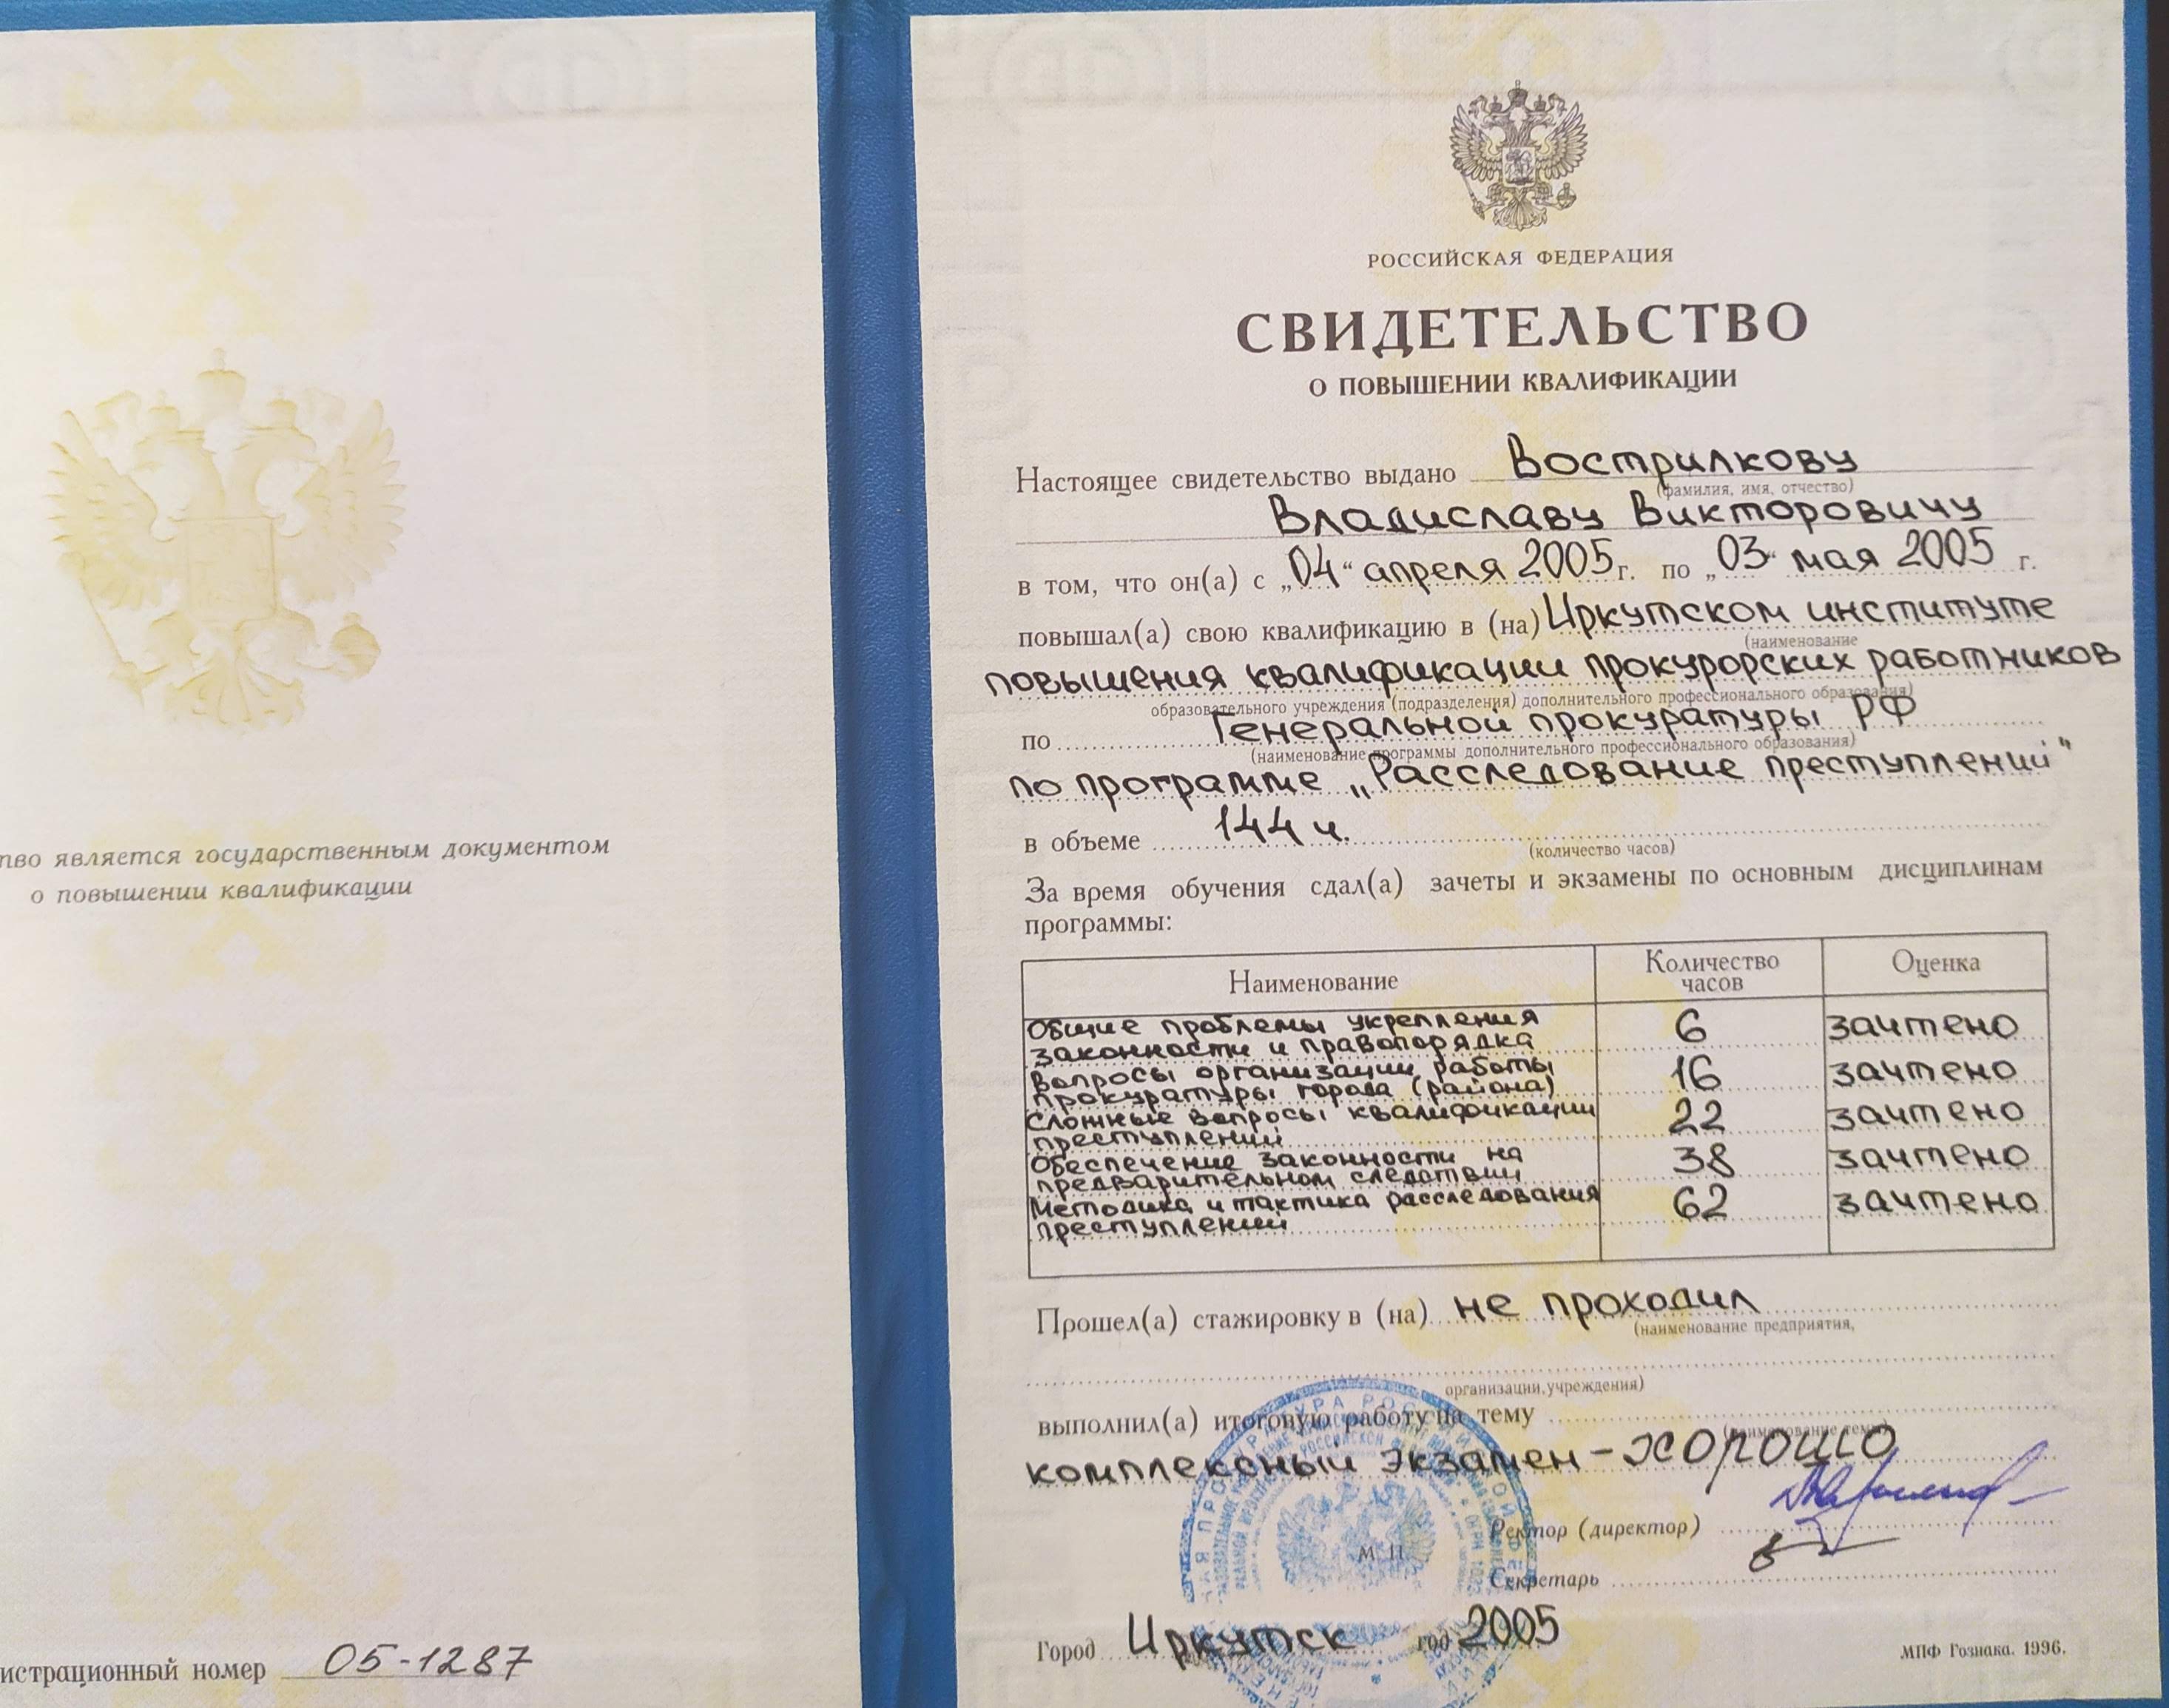 тво является государственным документом
о повышении квалификации
истрационный номер 05-1287
РОССИЙСКАЯ ФЕДЕРАЦИЯ
СВИДЕТЕЛЬСТВО
О ПОВЫШЕНИИ КВАЛИФИКАЦИИ
Настоящее свидетельство выдано Вострилкову
(фамилия, имя, отчество)
Владиславу Викторовичу
в том, что он(а) с „04“ апреля 2005 г. по „03“ мая 2005 г.
повышал(а) свою квалификацию в (на) Иркутском институте
(наименование
повышения квалификации прокурорских работников
образовательного учреждения (подразделения) дополнительного профессионального образования)
по Генеральной прокуратуры РФ
(наименование программы дополнительного профессионального образования)
по программе „Расследование преступлений"
в объеме 144 ч.
(количество часов)
За время обучения сдал(а) зачеты и экзамены по основным дисциплинам
программы:
Наименование Количество часов Оценка
Общие проблемы укрепления
законности и правопорядка 6 зачтено
Вопросы организации работы
прокуратуры города (района) 16 зачтено
Сложные вопросы квалификации
преступлений 22 зачтено
Обеспечение законности на
предварительном следствии 38 зачтено
Методика и тактика расследования
преступлений 62 зачтено
Прошел(а) стажировку в (на) не проходил
(наименование предприятия,
организации, учреждения)
выполнил(а) итоговую работу на тему
(наименование темы)
комплексный экзамен - хорошо
Ректор (директор)
М П
Секретарь
Город Иркутск год 2005
МПФ Гознака. 1996.